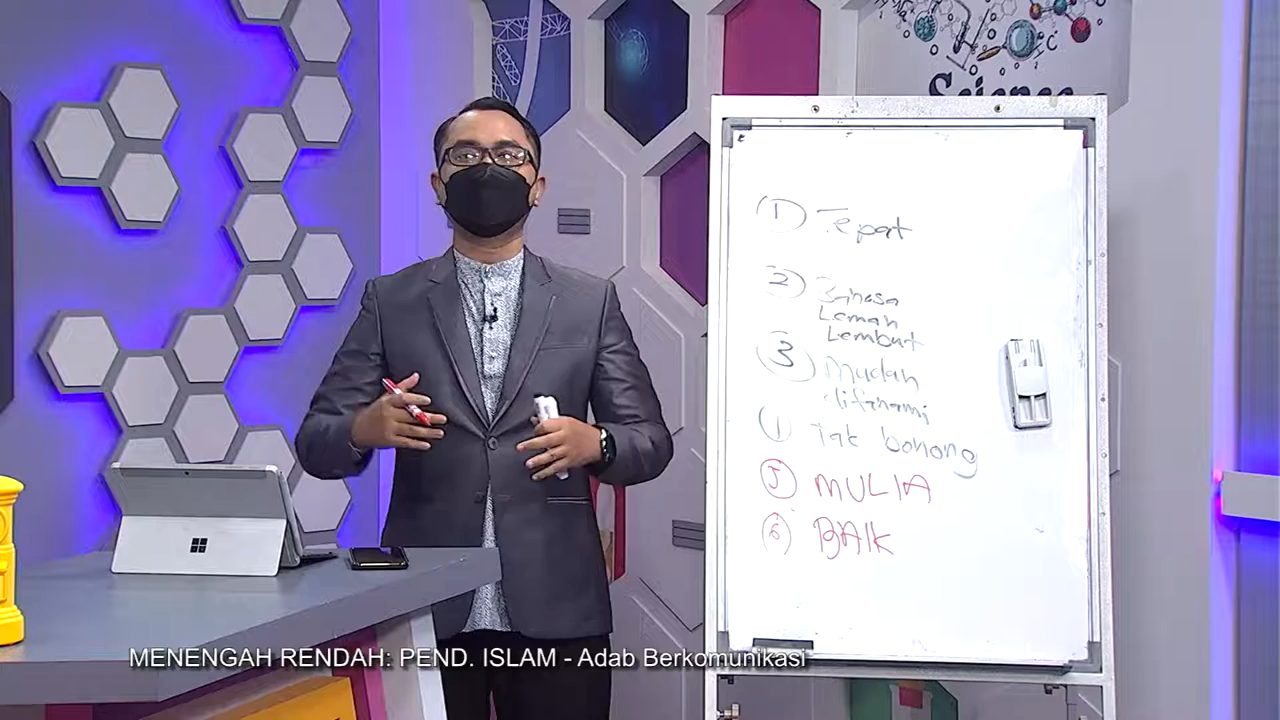 Science
(1) Tepat
2) Bahasa
Lemah
Lembut
(3) Mudah
difahami
Tak bohong
(5) MULIA
(6) BAIK
MENENGAH RENDAH: PEND. ISLAM - Adab Berkomunikasi